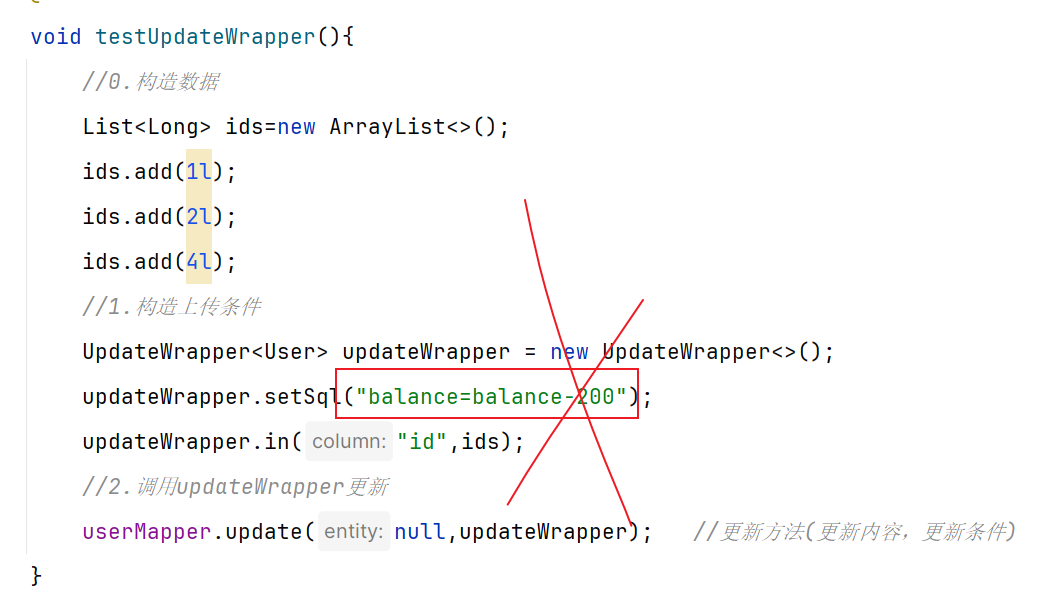 void testUpdateWrapper(){
//0.构造数据
List<Long> ids=new ArrayList<>();
ids.add(1l);
ids.add(2l);
ids.add(4l);
//1.构造上传条件
UpdateWrapper<User> updateWrapper = new UpdateWrapper<>();
updateWrapper.setSql("balance=balance-200");
updateWrapper.in( column: "id",ids);
//2.调用updateWrapper更新
userMapper.update( entity: null,updateWrapper);   //更新方法(更新内容，更新条件)
}